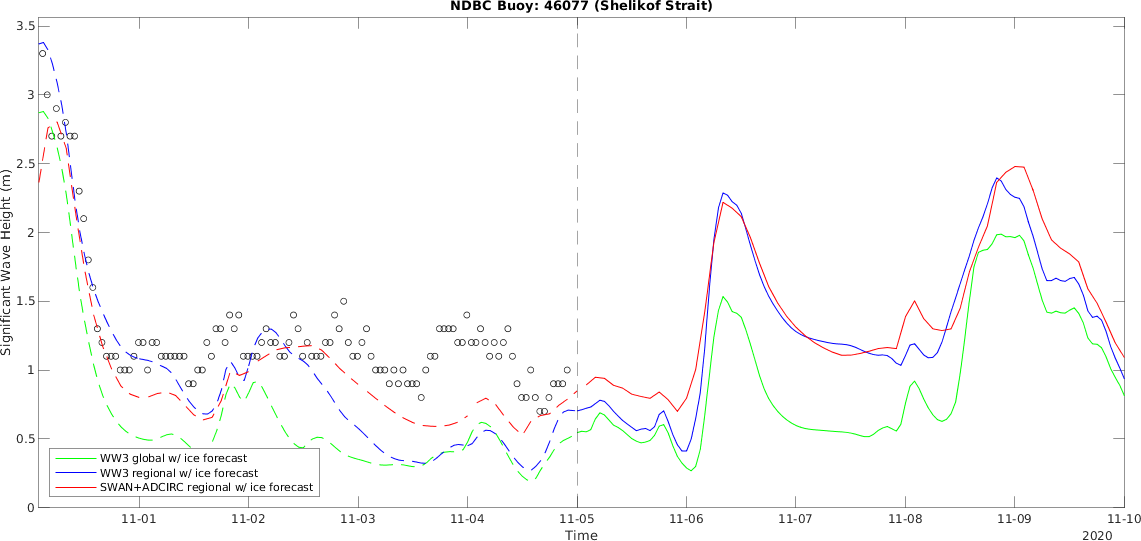 NDBC Buoy: 46077 (Shelikof Strait)
3.5
3
2.5
2
1.5
1
0.5
0
Significant Wave Height (m)
WW3 global w/ ice forecast
WW3 regional w/ ice forecast
SWAN+ADCIRC regional w/ ice forecast
11-01 11-02 11-03 11-04 11-05 11-06 11-07 11-08 11-09 11-10
Time
2020